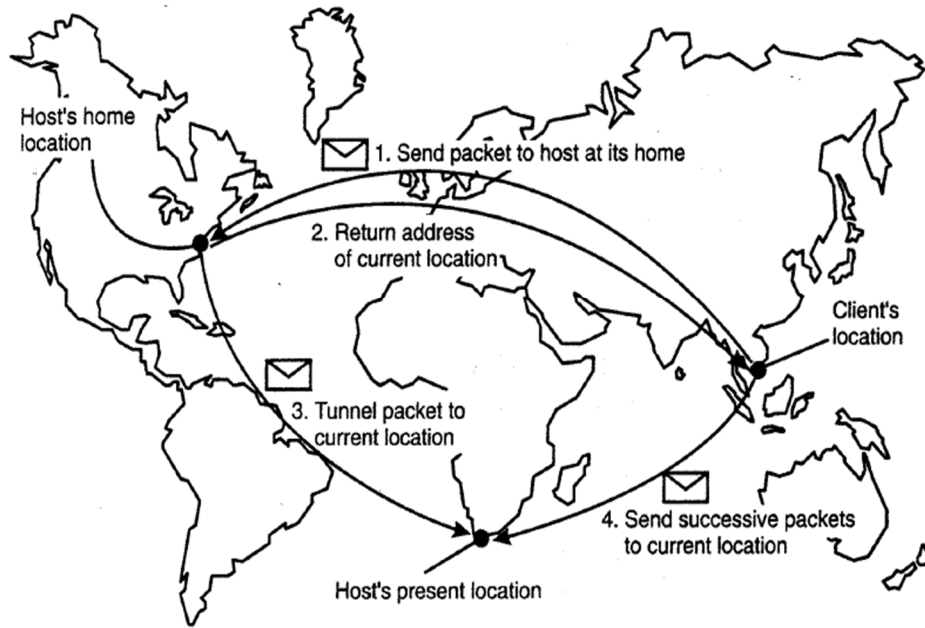 Host's home
location
1. Send packet to host at its home
2. Return address
of current location
Client's
location
3. Tunnel packet to
current location
4. Send successive packets
to current location
Host's present location